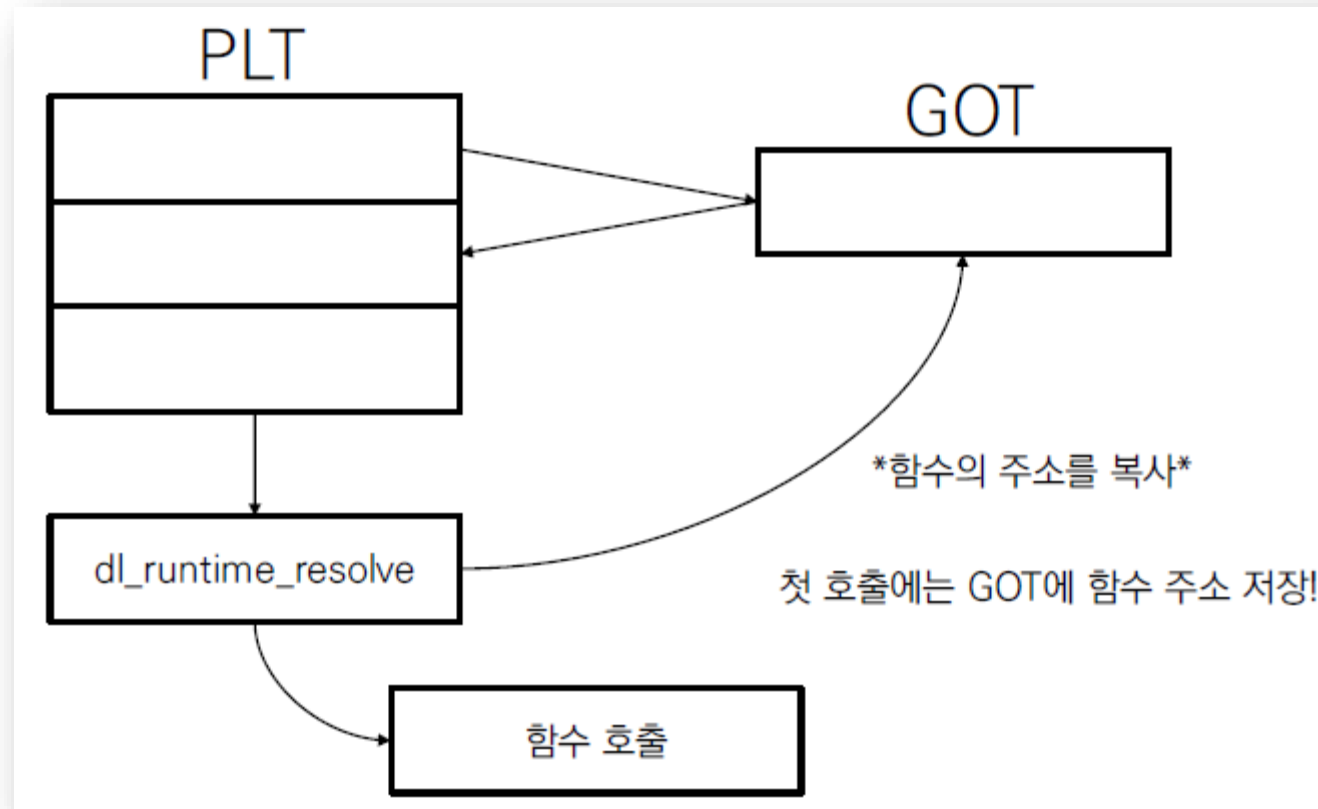 PLT
GOT
*함수의 주소를 복사*
dl_runtime_resolve
첫 호출에는 GOT에 함수 주소 저장!
함수 호출